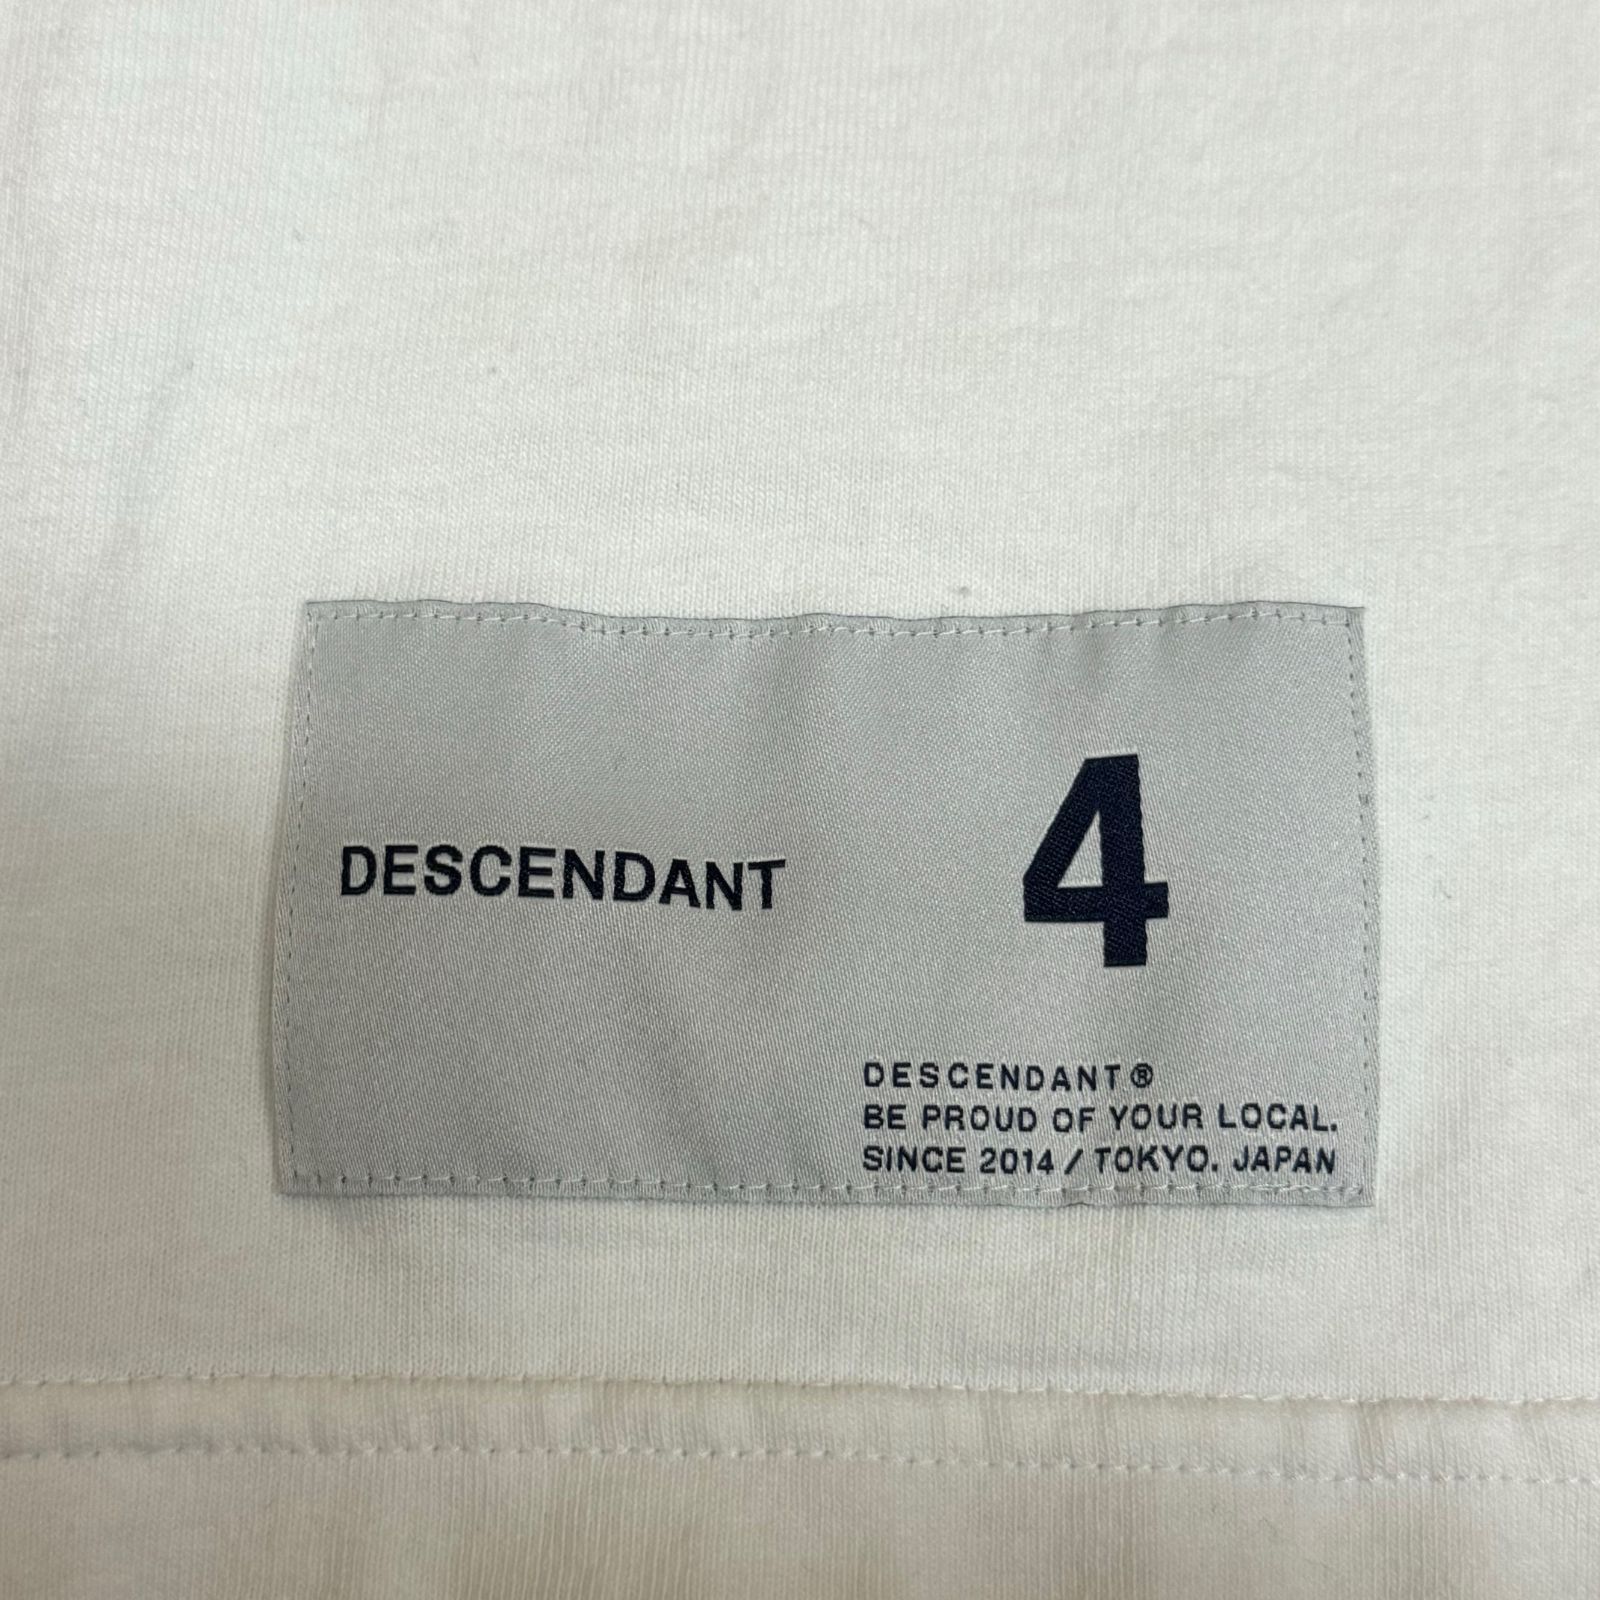 DESCENDANT
4
DESCENDANT®
BE PROUD OF YOUR LOCAL.
SINCE 2014 / TOKYO. JAPAN